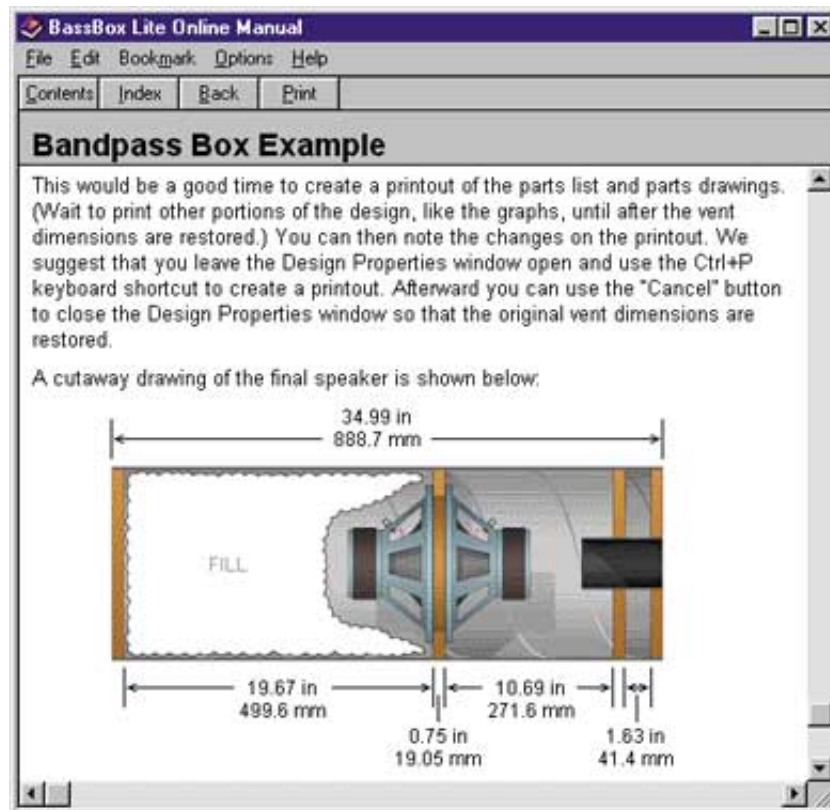 BassBox Lite Online Manual
File Edit Bookmark Options Help
Contents Index Back Print
Bandpass Box Example
This would be a good time to create a printout of the parts list and parts drawings.
(Wait to print other portions of the design, like the graphs, until after the vent
dimensions are restored.) You can then note the changes on the printout. We
suggest that you leave the Design Properties window open and use the Ctrl+P
keyboard shortcut to create a printout. Afterward you can use the "Cancel" button
to close the Design Properties window so that the original vent dimensions are
restored.
A cutaway drawing of the final speaker is shown below:
34.99 in
888.7 mm
FILL
19.67 in
499.6 mm
10.69 in
271.6 mm
0.75 in
19.05 mm
1.63 in
41.4 mm